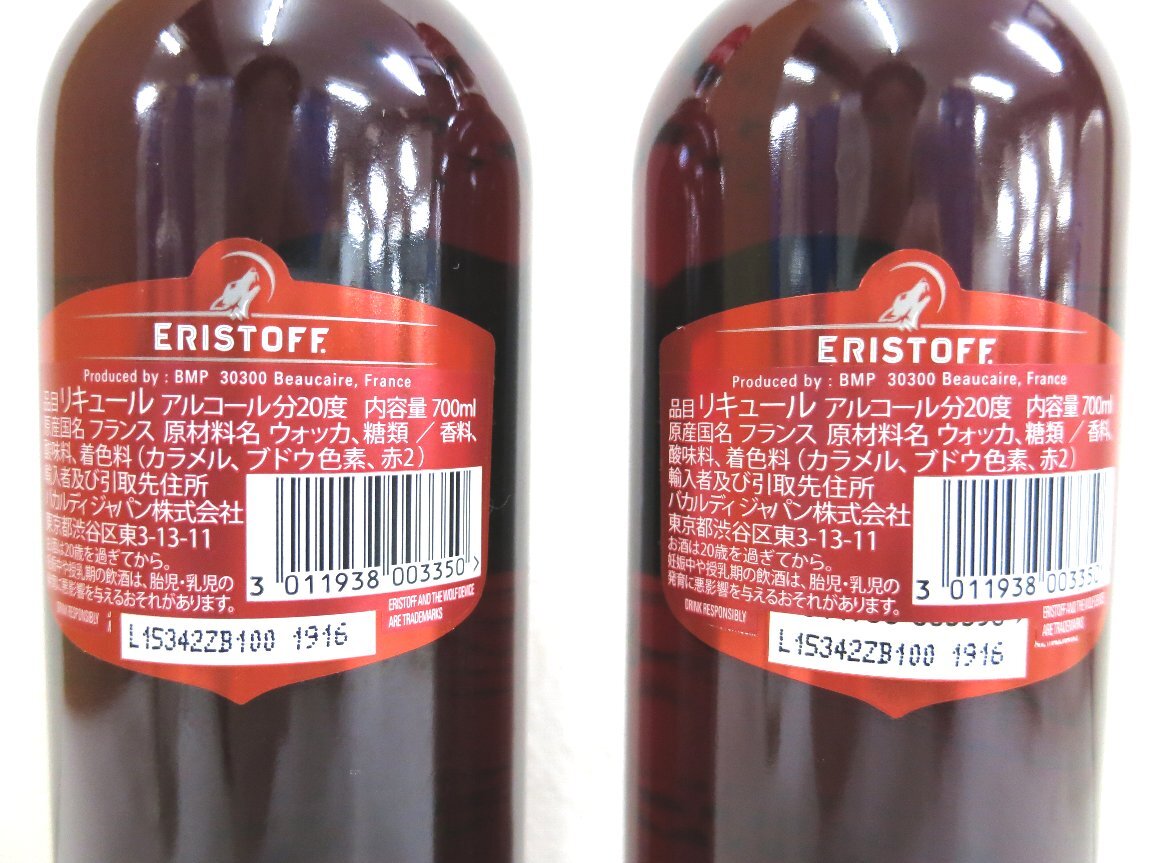 ERISTOFF
Produced by : BMP 30300 Beaucaire, France
品目 リキュール アルコール分20度 内容量 700ml
原産国名 フランス 原材料名 ウォッカ、糖類 ／ 香料、
酸味料、着色料 (カラメル、ブドウ色素、赤2)
輸入者及び引取先住所
バカルディ ジャパン株式会社
東京都渋谷区東3-13-11
お酒は20歳を過ぎてから。
妊娠中や授乳期の飲酒は、胎児・乳児の
発育に悪影響を与えるおそれがあります。
3 011938 003350 >
DRINK RESPONSIBLY
ERISTOFF AND THE WOLF DEVICE
ARE TRADEMARKS
L15342ZB100 1916
ERISTOFF
Produced by : BMP 30300 Beaucaire, France
品目 リキュール アルコール分20度 内容量 700ml
原産国名 フランス 原材料名 ウォッカ、糖類 ／ 香料、
酸味料、着色料 (カラメル、ブドウ色素、赤2)
輸入者及び引取先住所
バカルディ ジャパン株式会社
東京都渋谷区東3-13-11
お酒は20歳を過ぎてから。
妊娠中や授乳期の飲酒は、胎児・乳児の
発育に悪影響を与えるおそれがあります。
3 011938 003350
DRINK RESPONSIBLY
ERISTOFF AND THE WOLF DEVICE
ARE TRADEMARKS
L15342ZB100 1916